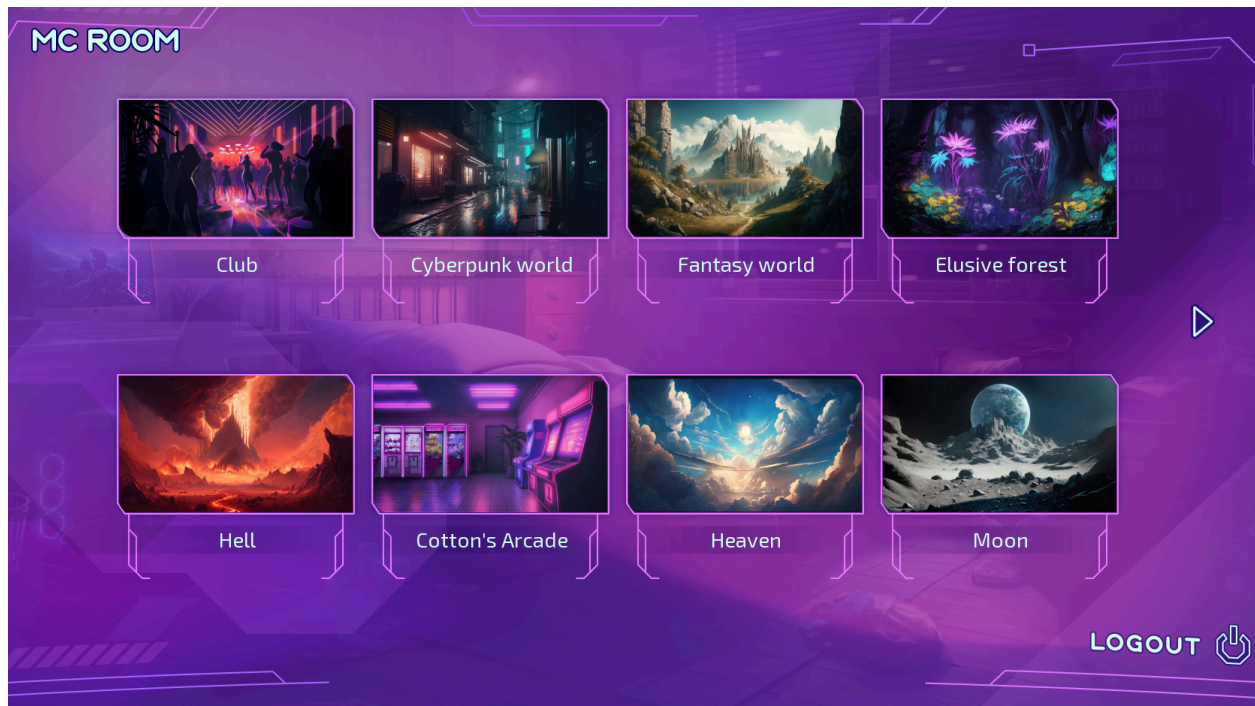 MC ROOM
Club
Cyberpunk world
Fantasy world
Elusive forest
Hell
Cotton's Arcade
Heaven
Moon
LOGOUT